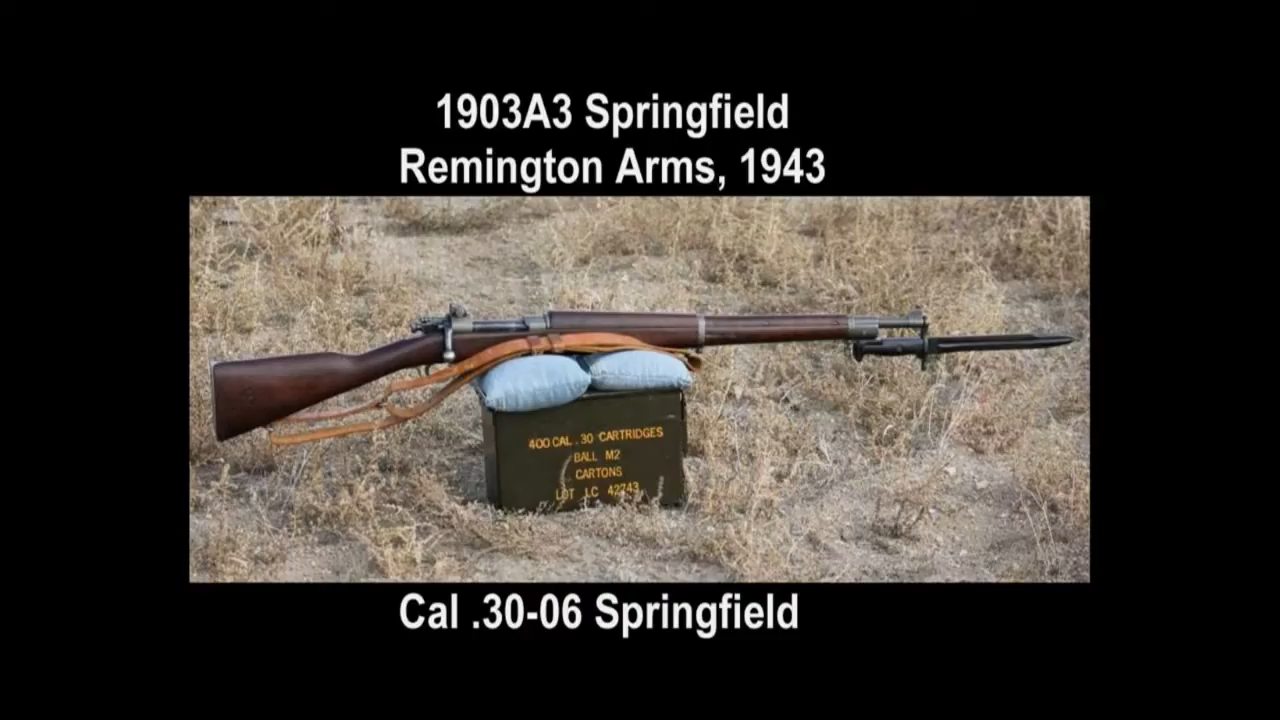 1903A3 Springfield
Remington Arms, 1943
400 CAL .30 CARTRIDGES
BALL M2
CARTONS
LOT LC 42743
Cal .30-06 Springfield